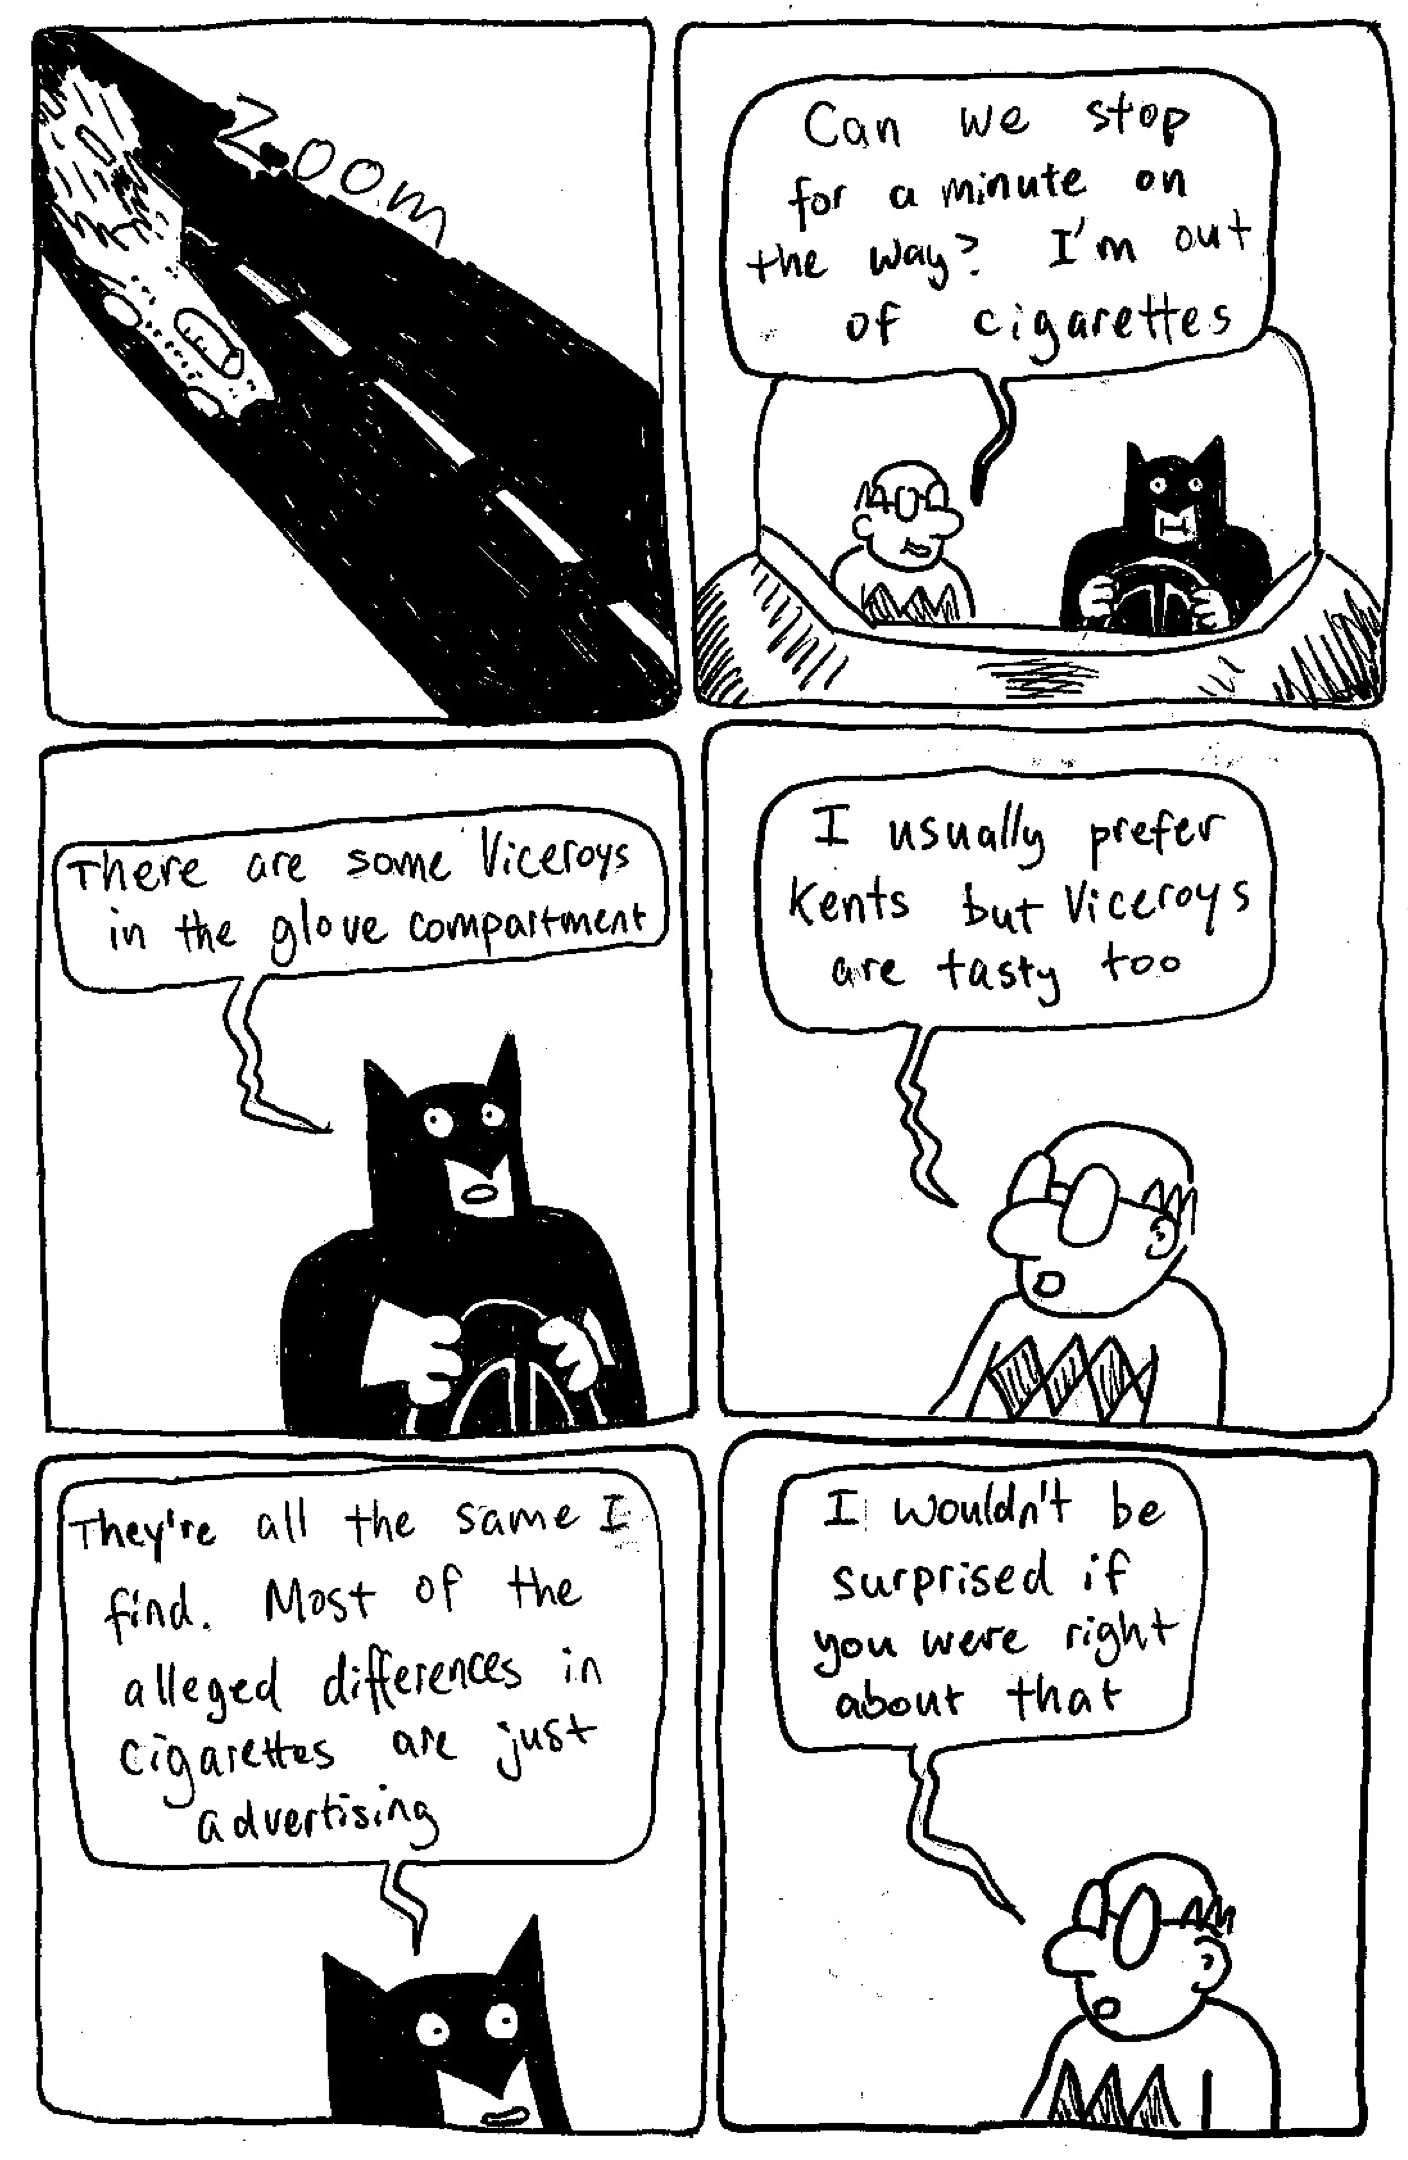 Zoom
Can we stop
for a minute on
the way? I'm out
of cigarettes
There are some Viceroys
in the glove compartment
I usually prefer
Kents but Viceroys
are tasty too
They're all the same I
find. Most of the
alleged differences in
cigarettes are just
advertising
I wouldn't be
surprised if
you were right
about that